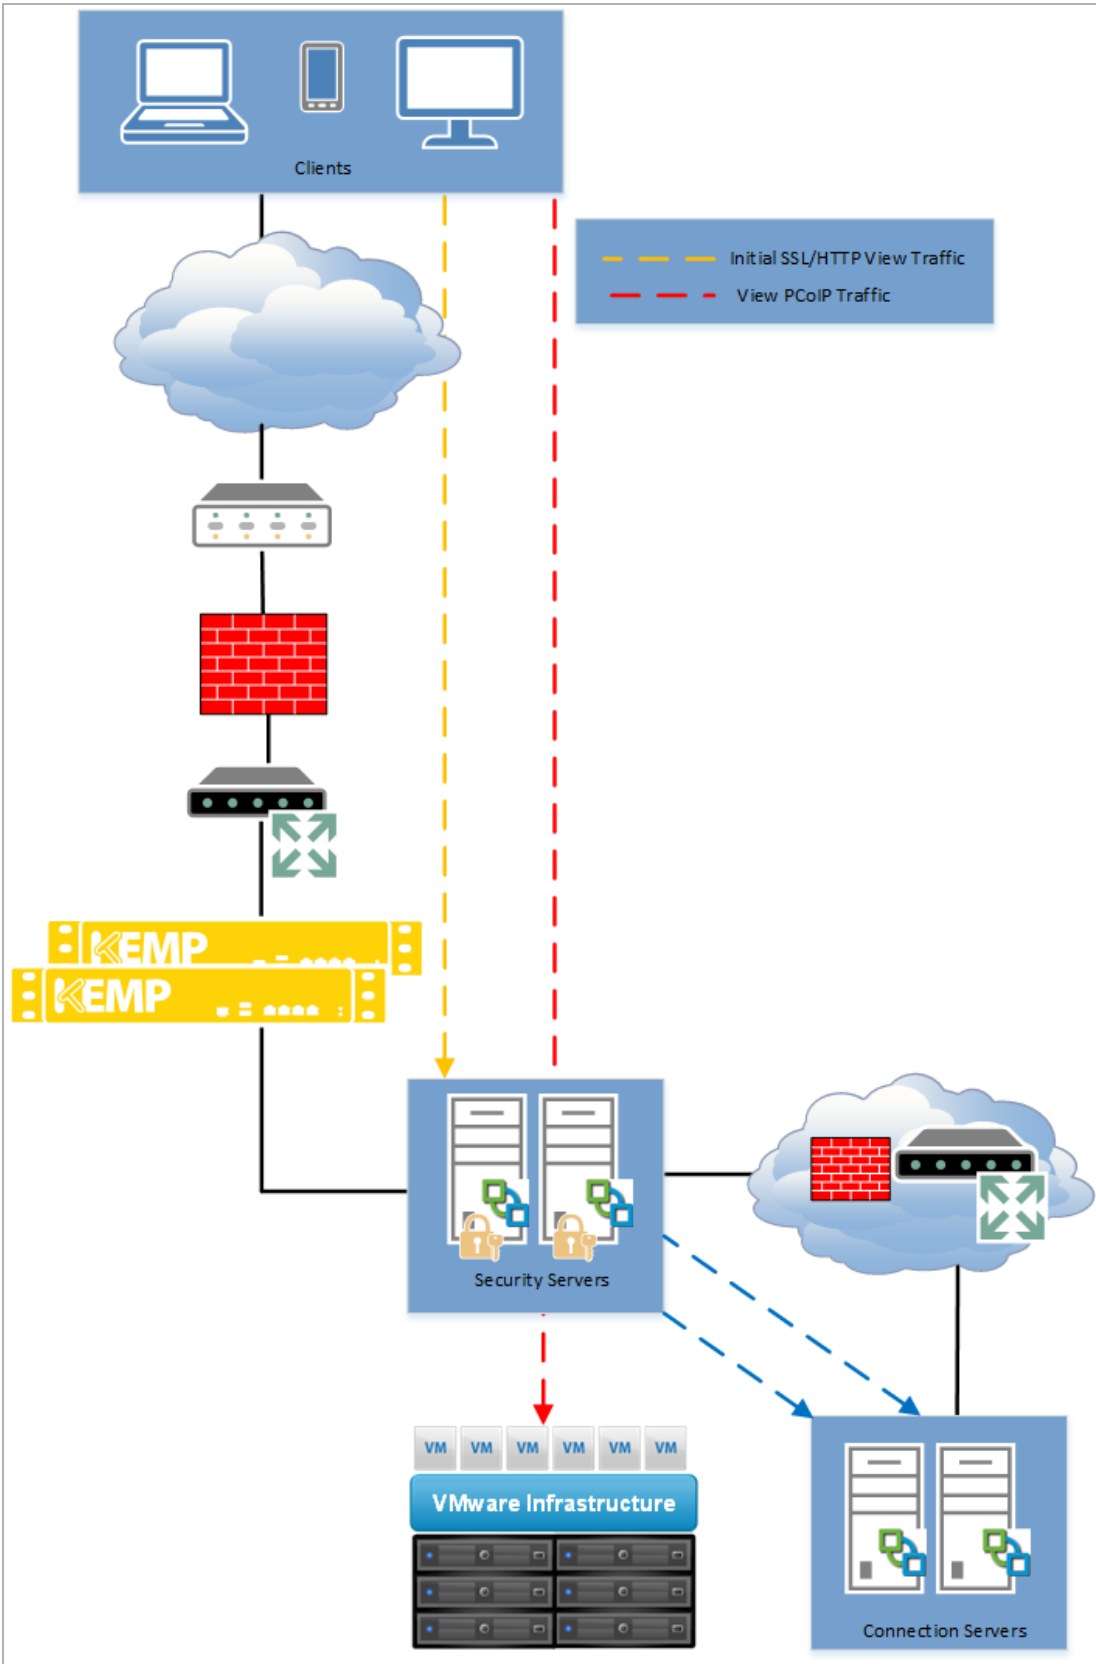 Clients
Initial SSL/HTTP View Traffic
View PCoIP Traffic
KEMP
KEMP
Security Servers
VM VM VM VM VM VM
VMware Infrastructure
Connection Servers